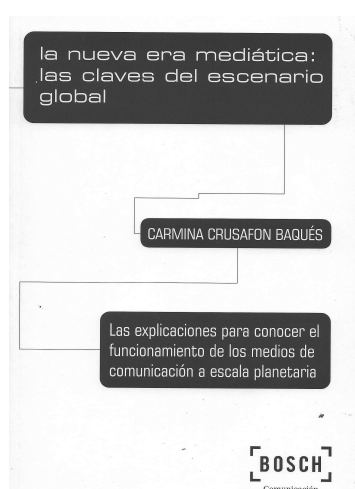 la nueva era mediática:
las claves del escenario
global
CARMINA CRUSAFON BAQUÉS
Las explicaciones para conocer el
funcionamiento de los medios de
comunicación a escala planetaria
BOSCH
Comunicación